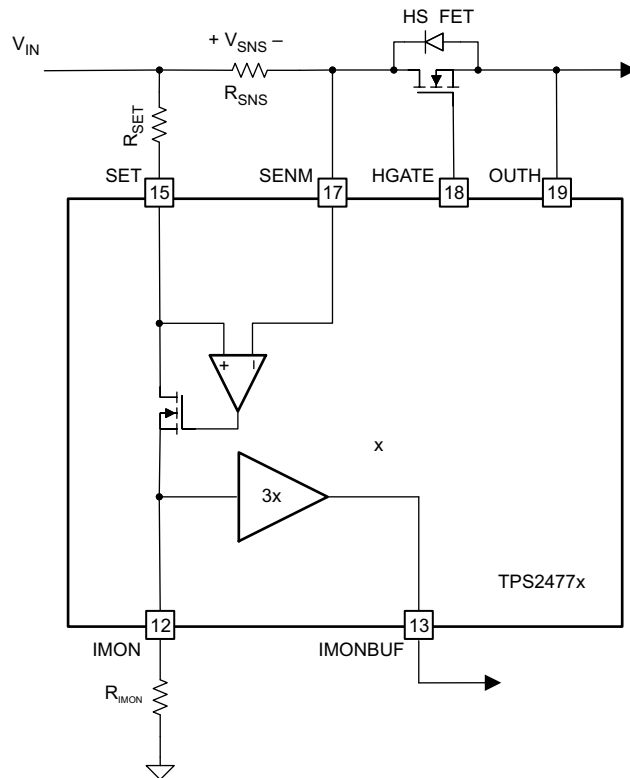 HS FET
V_IN
+ V_SNS –
R_SNS
R_SET
SET
SENM
HGATE
OUTH
15
17
18
19
+ –
x
3x
TPS2477x
12
13
IMON
IMONBUF
R_IMON